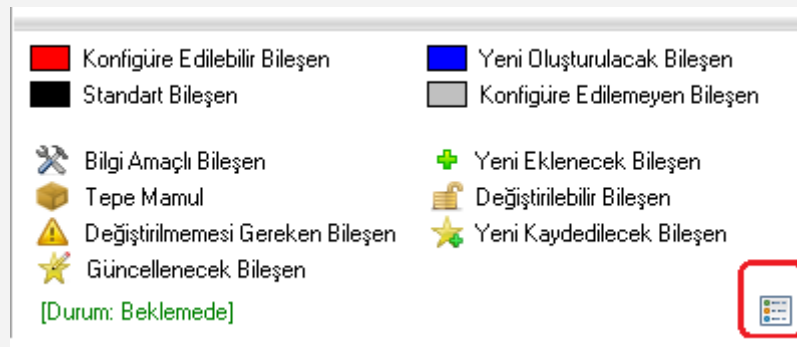 Konfigüre Edilebilir Bileşen
Yeni Oluşturulacak Bileşen
Standart Bileşen
Konfigüre Edilemeyen Bileşen
Bilgi Amaçlı Bileşen
Yeni Eklenecek Bileşen
Tepe Mamul
Değiştirilebilir Bileşen
Değiştirilmemesi Gereken Bileşen
Yeni Kaydedilecek Bileşen
Güncellenecek Bileşen
[Durum: Beklemede]